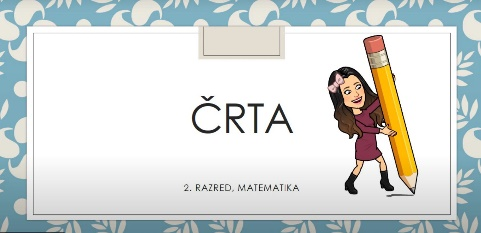 ČRTA
2. RAZRED, MATEMATIKA